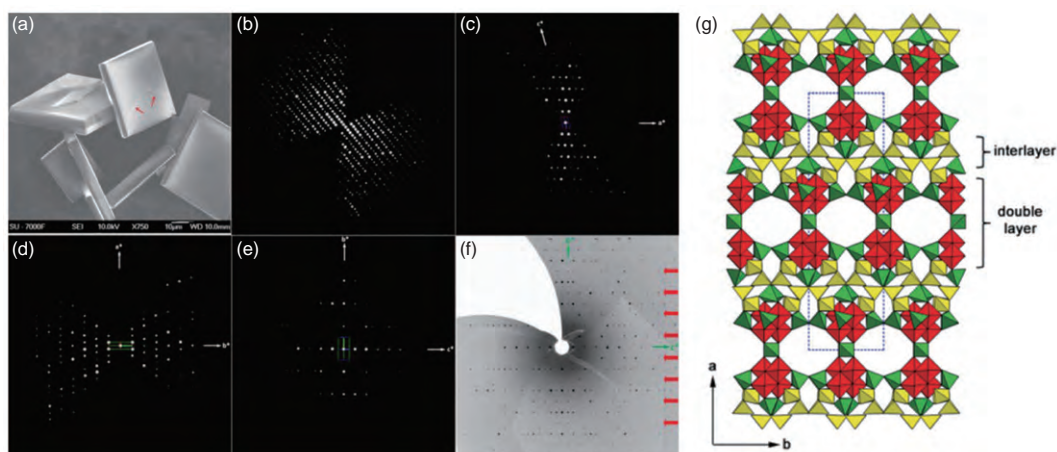 (a)
SU - 7000F SEI 10.0kV X750 10μm WD 10.0mm
(b)
(c)
(d)
b*
(e)
b*
(f)
(g)
interlayer
double
layer
a
b